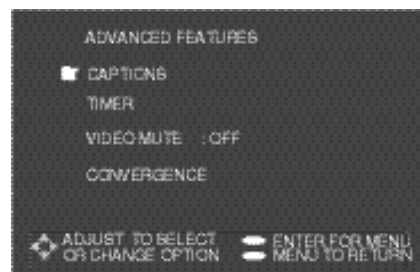 ADVANCED FEATURES
CAPTIONS
TIMER
VIDEO MUTE : OFF
CONVERGENCE
ADJUST TO SELECT
OR CHANGE OPTION
ENTER FOR MENU
MENU TO RETURN